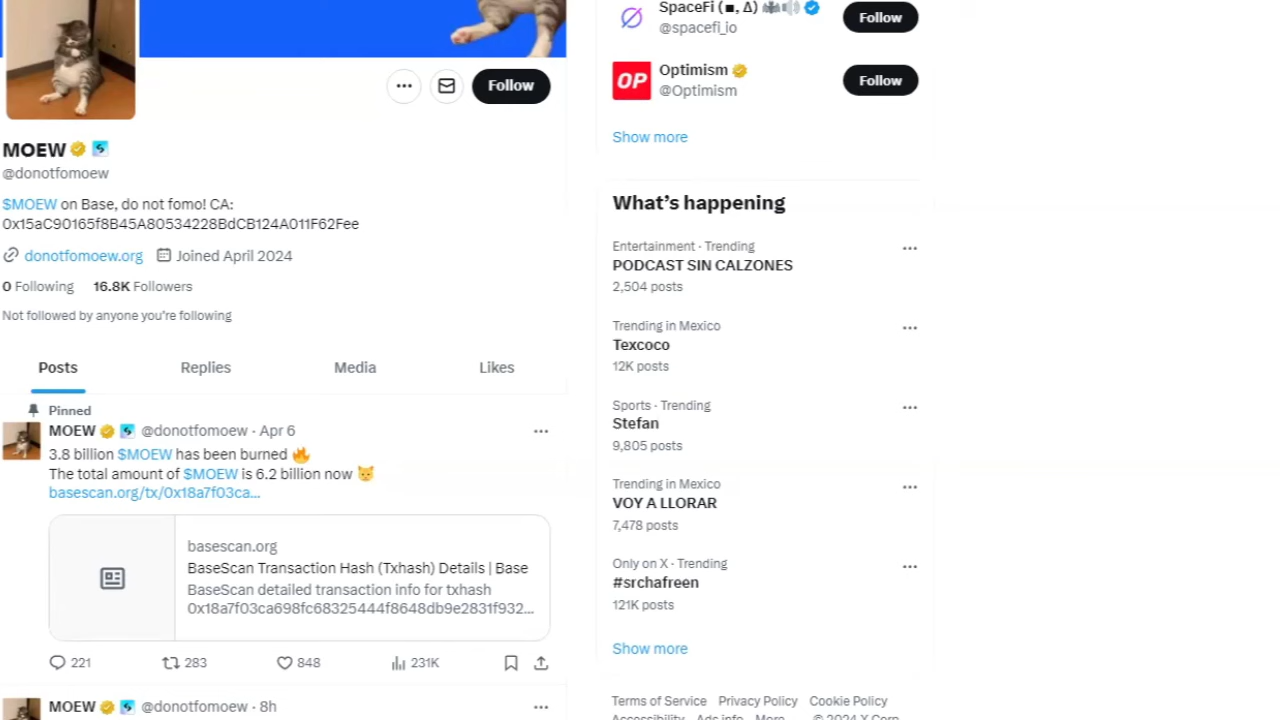 Follow
MOEW
@donotfomoew
$MOEW on Base, do not fomo! CA:
0x15aC90165f8B45A80534228BdCB124A011F62Fee
donotfomoew.org Joined April 2024
0 Following 16.8K Followers
Not followed by anyone you're following
Posts Replies Media Likes
Pinned
MOEW @donotfomoew · Apr 6
3.8 billion $MOEW has been burned 🔥
The total amount of $MOEW is 6.2 billion now 😼
basescan.org/tx/0x18a7f03ca...
basescan.org
BaseScan Transaction Hash (Txhash) Details | Base
BaseScan detailed transaction info for txhash
0x18a7f03ca698fc68325444f8648db9e2831f932...
221 283 848 231K
MOEW @donotfomoew · 8h
SpaceFi (■, Δ)
@spacefi_io
Follow
OP
Optimism
@Optimism
Follow
Show more
What's happening
Entertainment · Trending
PODCAST SIN CALZONES
2,504 posts
Trending in Mexico
Texcoco
12K posts
Sports · Trending
Stefan
9,805 posts
Trending in Mexico
VOY A LLORAR
7,478 posts
Only on X · Trending
#srchafreen
121K posts
Show more
Terms of Service Privacy Policy Cookie Policy
Accessibility Ads info More © 2024 X Corp.